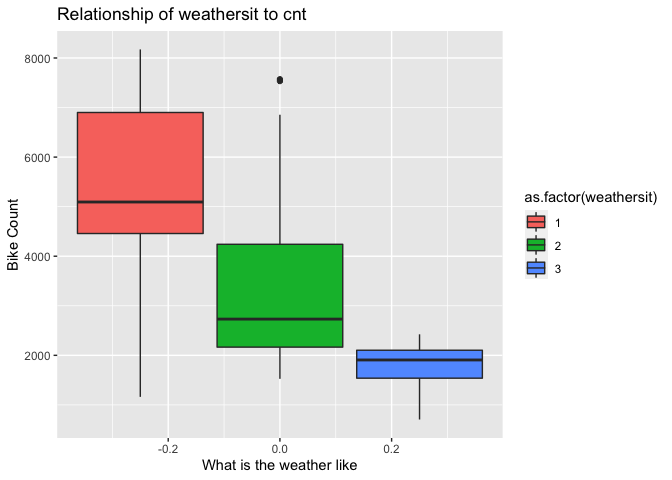 Relationship of weathersit to cnt
Bike Count
8000
6000
4000
2000
-0.2
0.0
0.2
What is the weather like
as.factor(weathersit)
1
2
3